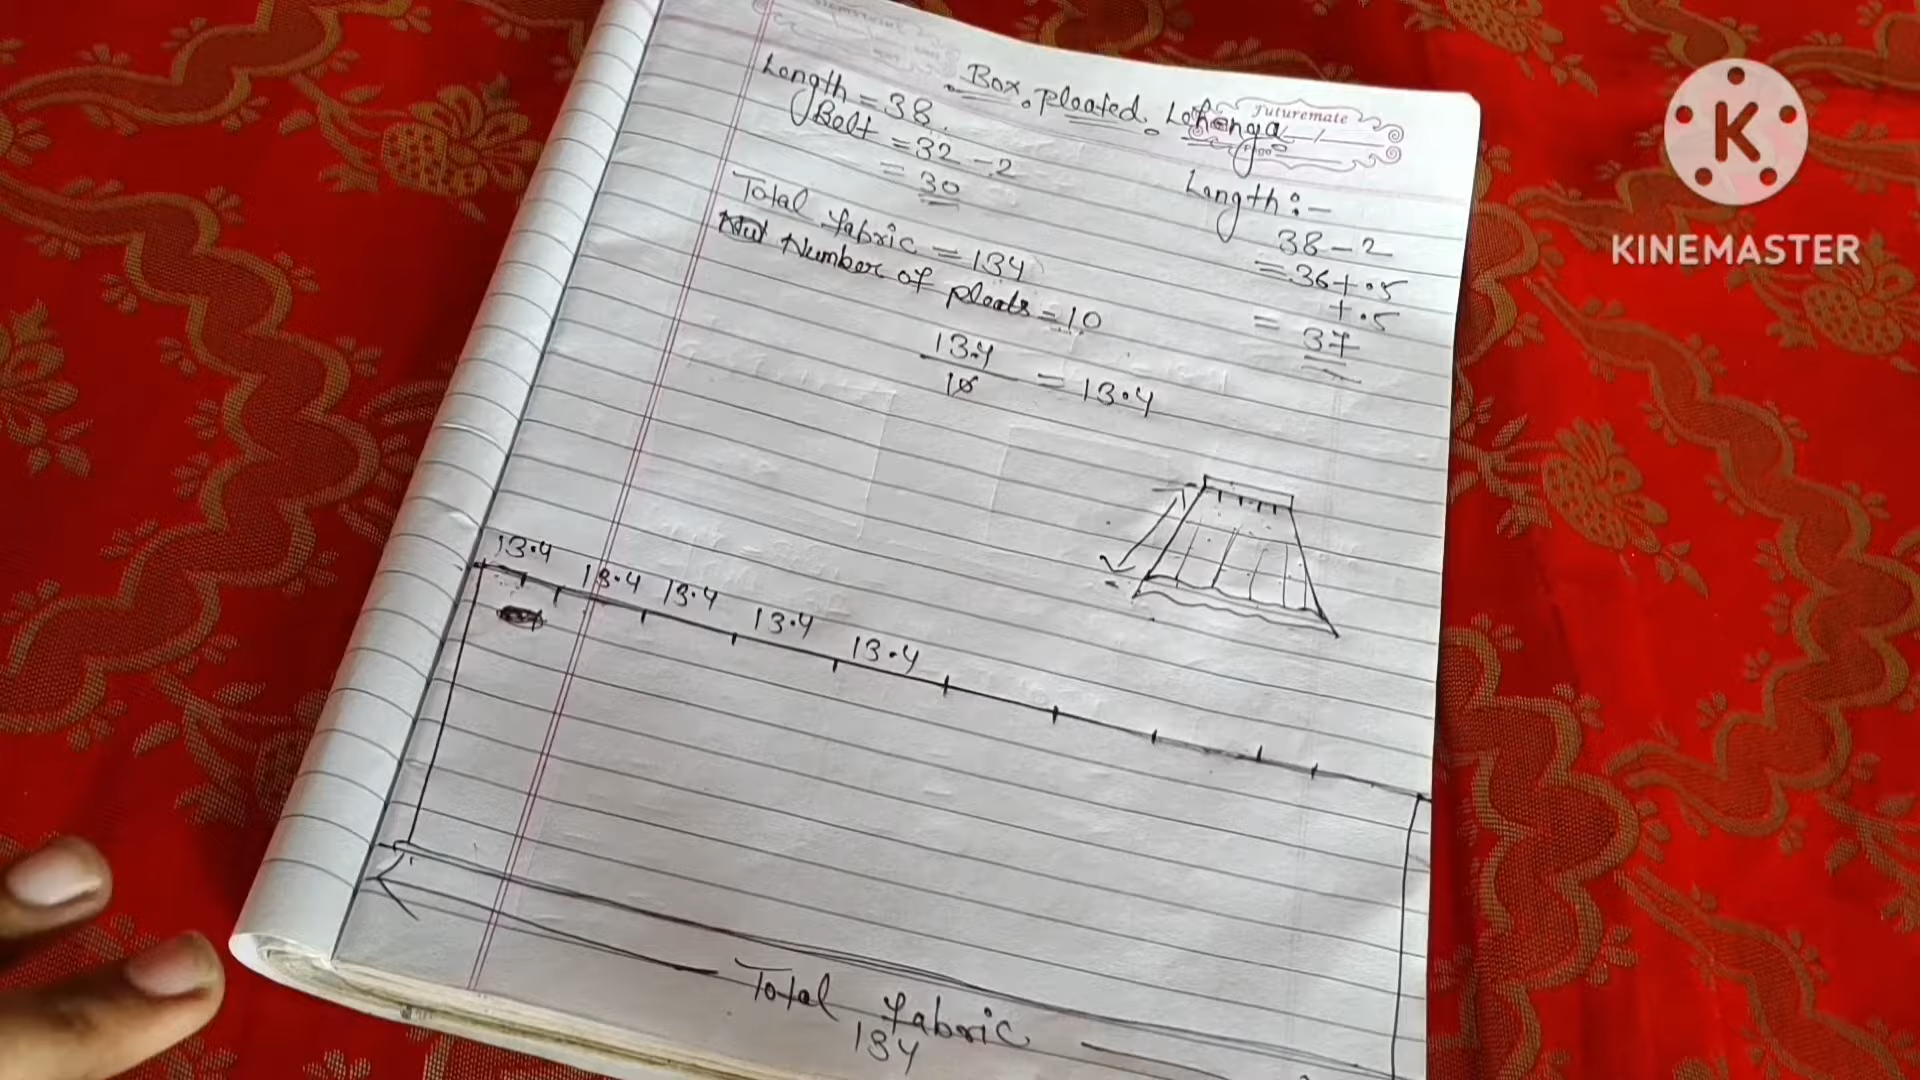 Box pleated Lehenga
Futuremate
Length = 38
Belt = 32 - 2
= 30
Total fabric = 134
Number of pleats = 10
13.4
10
= 13.4
Length :-
38 - 2
= 36 + .5
+ .5
= 37
13.4
13.4
13.4
13.4
13.4
Total fabric
134
K
KINEMASTER